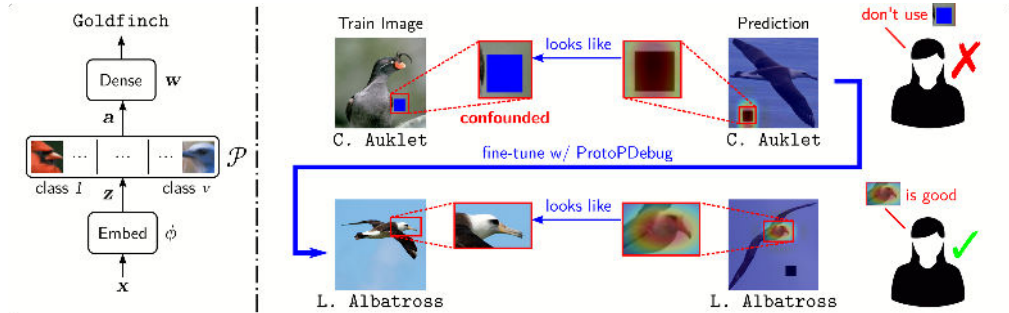 Goldfinch
Dense w
a
... ... ... P
class 1 class v
z
Embed ϕ
x
Train Image
Prediction
looks like
confounded
C. Auklet
C. Auklet
don't use
fine-tune w/ ProtoPDebug
looks like
L. Albatross
L. Albatross
is good